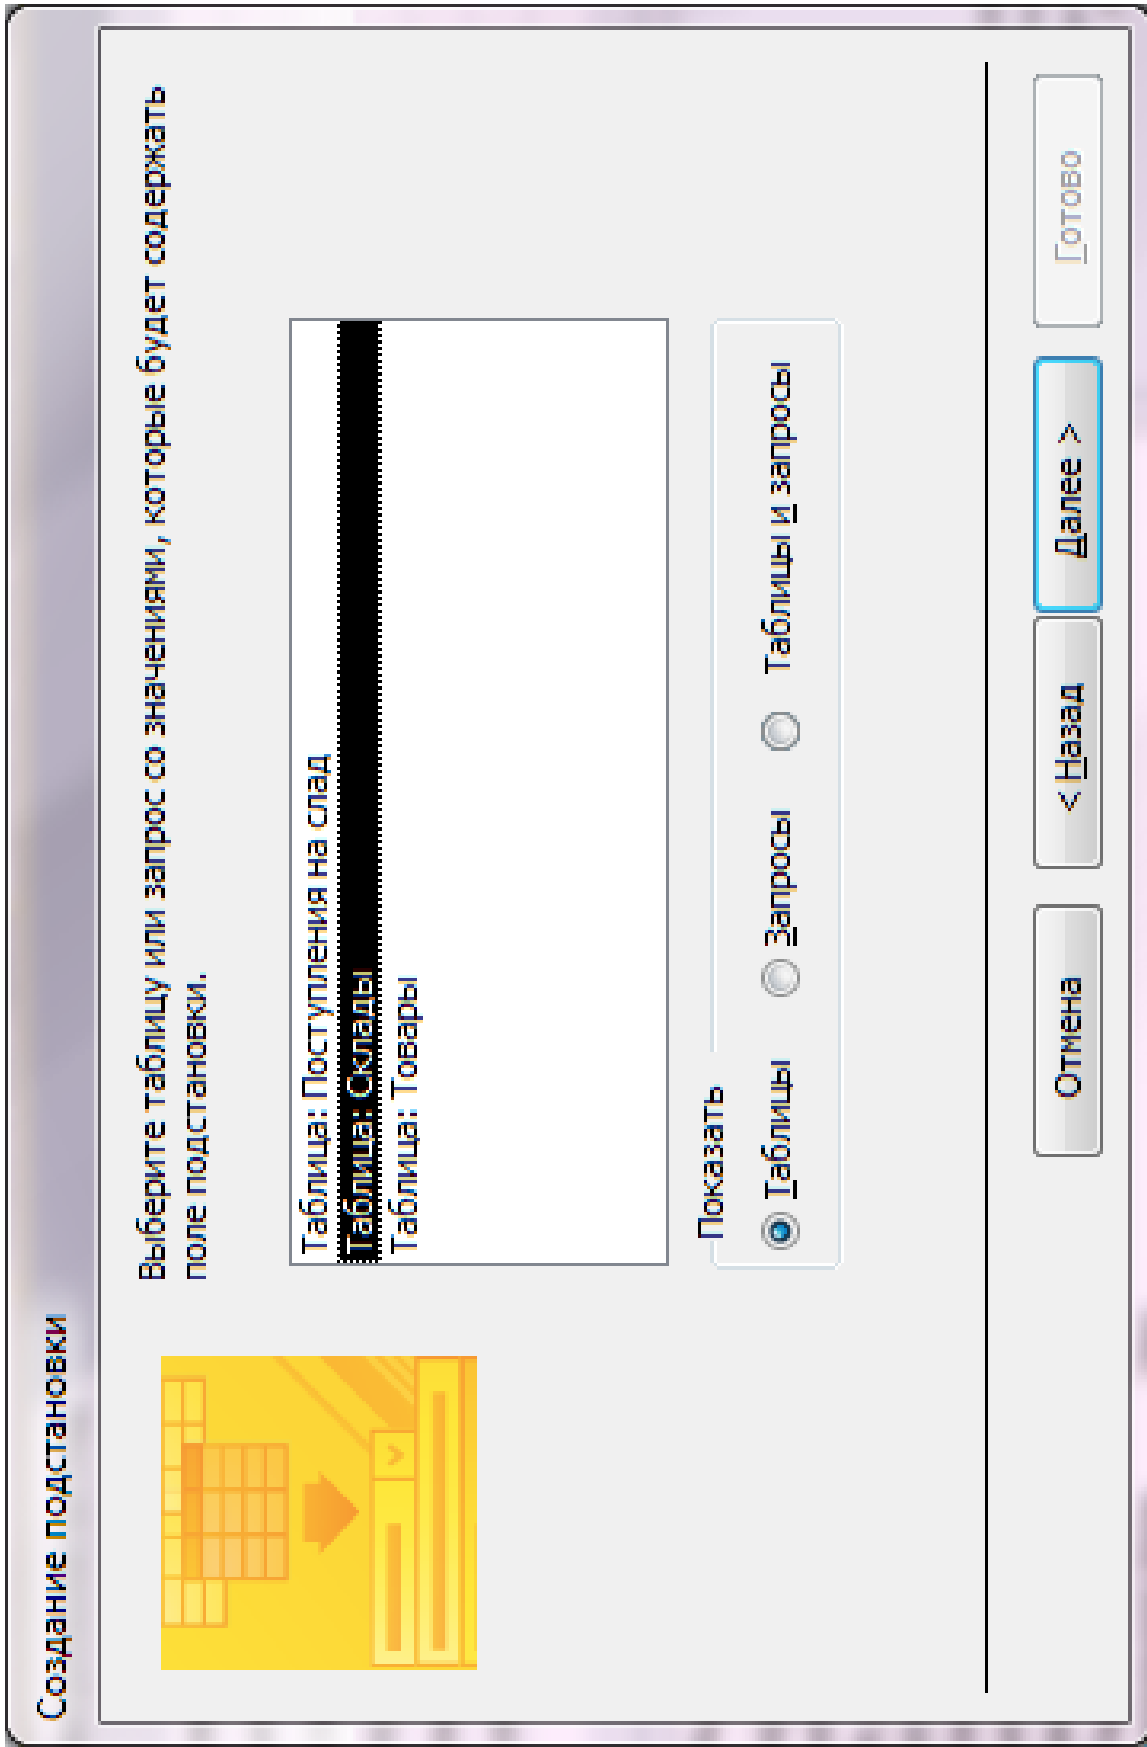 Создание подстановки
Выберите таблицу или запрос со значениями, которые будет содержать
поле подстановки.
Таблица: Поступления на слад
Таблица: Склады
Таблица: Товары
Показать
Таблицы
Запросы
Таблицы и запросы
Отмена
< Назад
Далее >
Готово